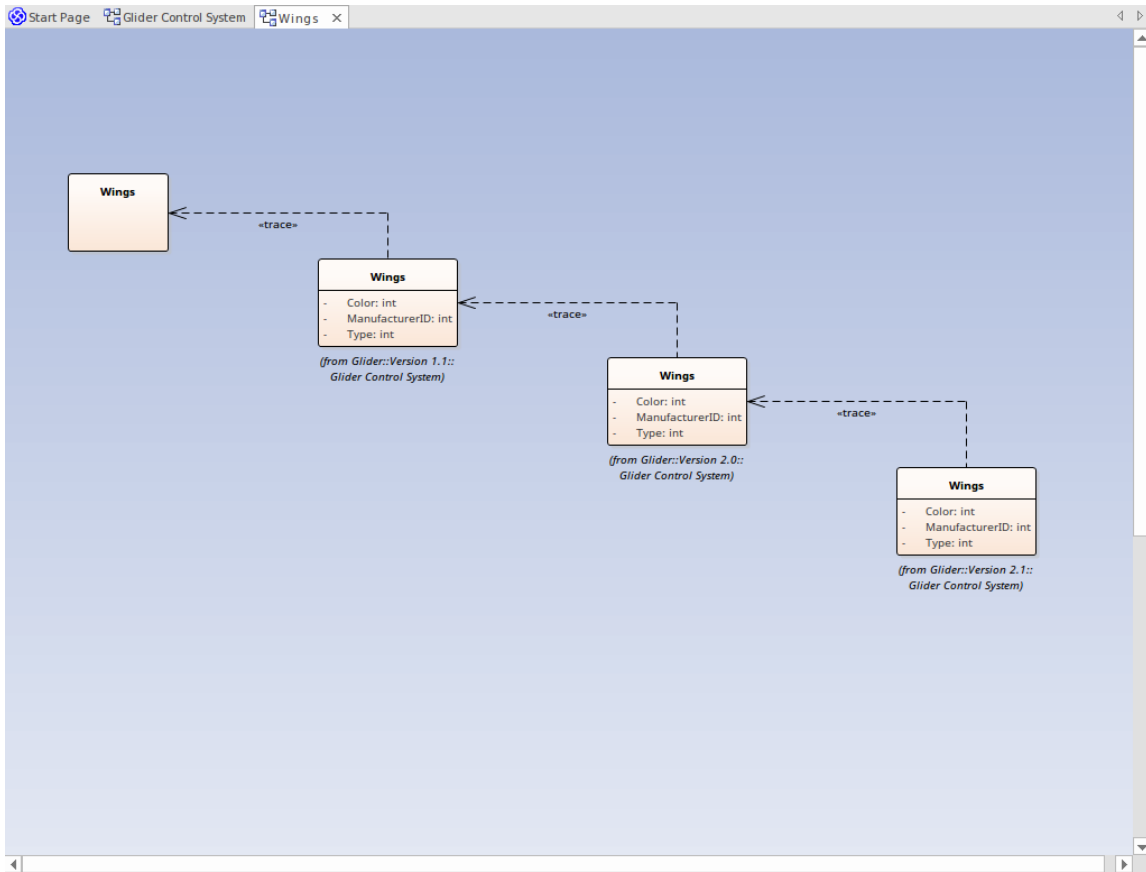 Start Page Glider Control System Wings
Wings
«trace»
Wings
- Color: int
- ManufacturerID: int
- Type: int
(from Glider::Version 1.1::
Glider Control System)
«trace»
Wings
- Color: int
- ManufacturerID: int
- Type: int
(from Glider::Version 2.0::
Glider Control System)
«trace»
Wings
- Color: int
- ManufacturerID: int
- Type: int
(from Glider::Version 2.1::
Glider Control System)